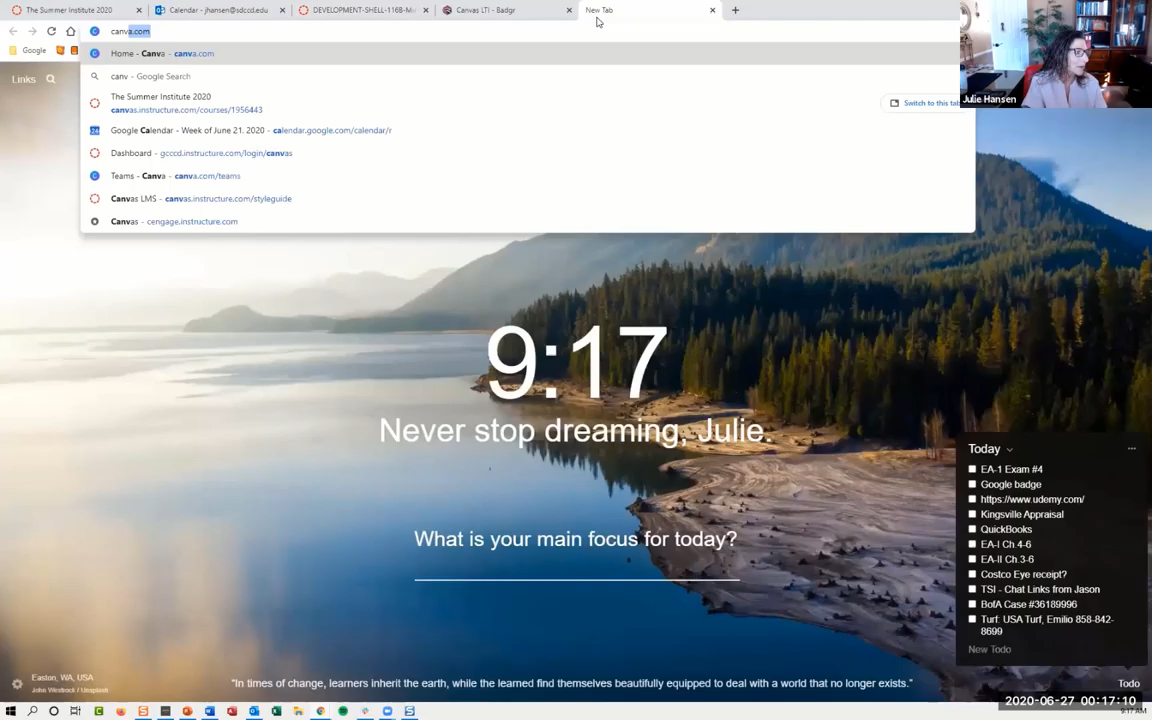 The Summer Institute 2020
Calendar - jhansen@sdccd.edu
DEVELOPMENT-SHELL-116B-M
Canvas LTI - Badgr
New Tab
canva.com
Google
Home - Canva - canva.com
canv - Google Search
The Summer Institute 2020
canvas.instructure.com/courses/1956443
Switch to this tab
Google Calendar - Week of June 21, 2020 - calendar.google.com/calendar/r
Dashboard - gcccd.instructure.com/login/canvas
Teams - Canva - canva.com/teams
Canvas LMS - canvas.instructure.com/styleguide
Canvas - cengage.instructure.com
Links
Julie Hansen
9:17
Never stop dreaming, Julie.
What is your main focus for today?
Today
EA-1 Exam #4
Google badge
https://www.udemy.com/
Kingsville Appraisal
QuickBooks
EA-I Ch.4-6
EA-II Ch.3-6
Costco Eye receipt?
TSI - Chat Links from Jason
BofA Case #36189996
Turf: USA Turf, Emilio 858-842-
8699
New Todo
Easton, WA, USA
John Westrock / Unsplash
"In times of change, learners inherit the earth, while the learned find themselves beautifully equipped to deal with a world that no longer exists."
Todo
2020-06-27 00:17:10
9:17 AM